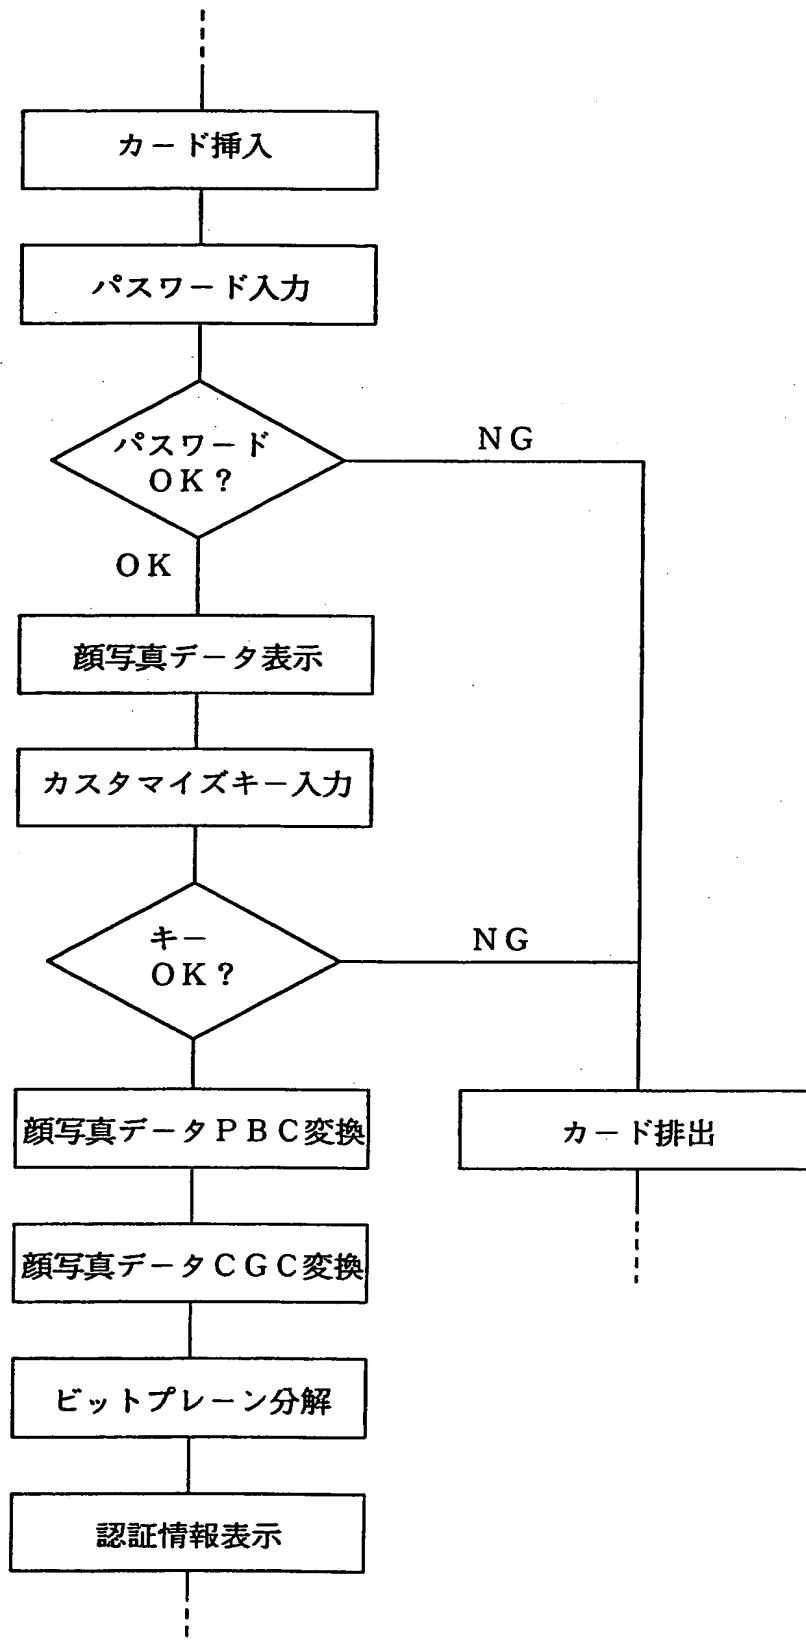 カード挿入
パスワード入力
パスワード
OK?
NG
OK
顔写真データ表示
カスタマイズキー入力
キー
OK?
NG
顔写真データPBC変換
カード排出
顔写真データCGC変換
ビットプレーン分解
認証情報表示